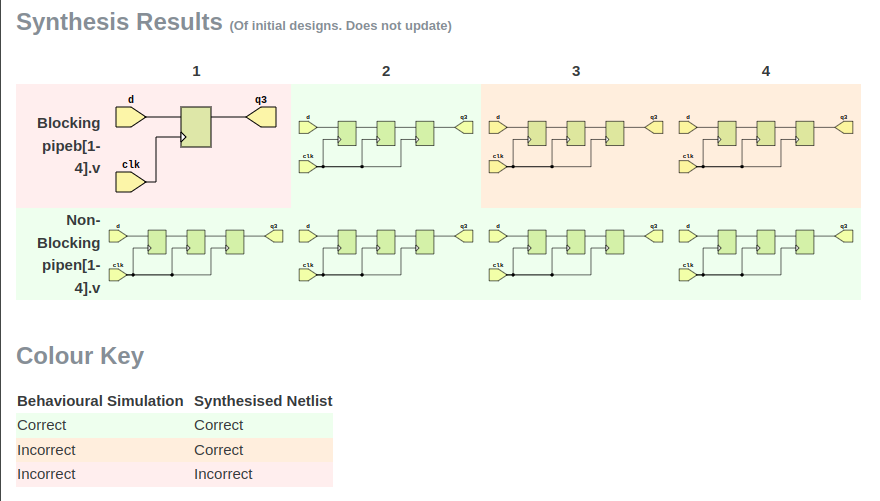 Synthesis Results (Of initial designs. Does not update)
1 2 3 4
Blocking
pipeb[1-
4].v
d q3
clk
d q3
clk
d q3
clk
d q3
clk
Non-
Blocking
pipen[1-
4].v
d q3
clk
d q3
clk
d q3
clk
d q3
clk
Colour Key
Behavioural Simulation Synthesised Netlist
Correct Correct
Incorrect Correct
Incorrect Incorrect